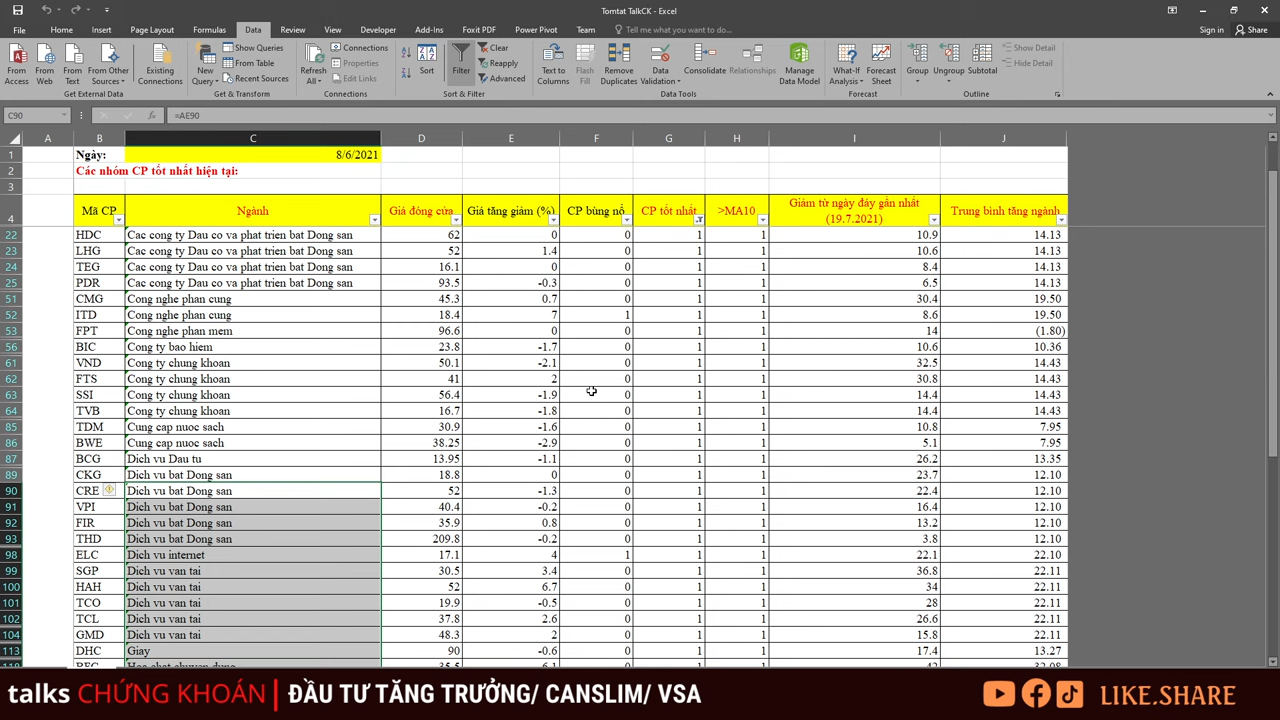 Tomtat TalkCK - Excel
File Home Insert Page Layout Formulas Data Review View Developer Add-Ins Foxit PDF Power Pivot Team Tell me what you want to do... Sign in Share
From Access From Web From Text From Other Sources Existing Connections New Query Show Queries From Table Recent Sources Refresh All Connections Properties Edit Links Sort Filter Clear Reapply Advanced Text to Columns Flash Fill Remove Duplicates Data Validation Consolidate Relationships Manage Data Model What-If Analysis Forecast Sheet Group Ungroup Subtotal Show Detail Hide Detail
Get External Data Get & Transform Connections Sort & Filter Data Tools Forecast Outline
C90 fx =AE90
A B C D E F G H I J
1 Ngày: 8/6/2021
2 Các nhóm CP tốt nhất hiện tại:
3
4 Mã CP Ngành Giá đóng cửa Giá tăng giảm (%) CP bùng nổ CP tốt nhất >MA10 Giảm từ ngày đáy gần nhất (19.7.2021) Trung bình tăng ngành
22 HDC Cac cong ty Dau co va phat trien bat Dong san 62 0 0 1 1 10.9 14.13
23 LHG Cac cong ty Dau co va phat trien bat Dong san 52 1.4 0 1 1 10.6 14.13
24 TEG Cac cong ty Dau co va phat trien bat Dong san 16.1 0 0 1 1 8.4 14.13
25 PDR Cac cong ty Dau co va phat trien bat Dong san 93.5 -0.3 0 1 1 6.5 14.13
51 CMG Cong nghe phan cung 45.3 0.7 0 1 1 30.4 19.50
52 ITD Cong nghe phan cung 18.4 7 1 1 1 8.6 19.50
53 FPT Cong nghe phan mem 96.6 0 0 1 1 14 (1.80)
56 BIC Cong ty bao hiem 23.8 -1.7 0 1 1 10.6 10.36
61 VND Cong ty chung khoan 50.1 -2.1 0 1 1 32.5 14.43
62 FTS Cong ty chung khoan 41 2 0 1 1 30.8 14.43
63 SSI Cong ty chung khoan 56.4 -1.9 0 1 1 14.4 14.43
64 TVB Cong ty chung khoan 16.7 -1.8 0 1 1 14.4 14.43
85 TDM Cung cap nuoc sach 30.9 -1.6 0 1 1 10.8 7.95
86 BWE Cung cap nuoc sach 38.25 -2.9 0 1 1 5.1 7.95
87 BCG Dich vu Dau tu 13.95 -1.1 0 1 1 26.2 13.35
89 CKG Dich vu bat Dong san 18.8 0 0 1 1 23.7 12.10
90 CRE Dich vu bat Dong san 52 -1.3 0 1 1 22.4 12.10
91 VPI Dich vu bat Dong san 40.4 -0.2 0 1 1 16.4 12.10
92 FIR Dich vu bat Dong san 35.9 0.8 0 1 1 13.2 12.10
93 THD Dich vu bat Dong san 209.8 -0.2 0 1 1 3.8 12.10
98 ELC Dich vu internet 17.1 4 1 1 1 22.1 22.10
99 SGP Dich vu van tai 30.5 3.4 0 1 1 36.8 22.11
100 HAH Dich vu van tai 52 6.7 0 1 1 34 22.11
101 TCO Dich vu van tai 19.9 -0.5 0 1 1 28 22.11
102 TCL Dich vu van tai 37.8 2.6 0 1 1 26.6 22.11
104 GMD Dich vu van tai 48.3 2 0 1 1 15.8 22.11
113 DHC Giay 90 -0.6 0 1 1 17.4 13.27
talks CHỨNG KHOÁN | ĐẦU TƯ TĂNG TRƯỞNG/ CANSLIM/ VSA LIKE.SHARE